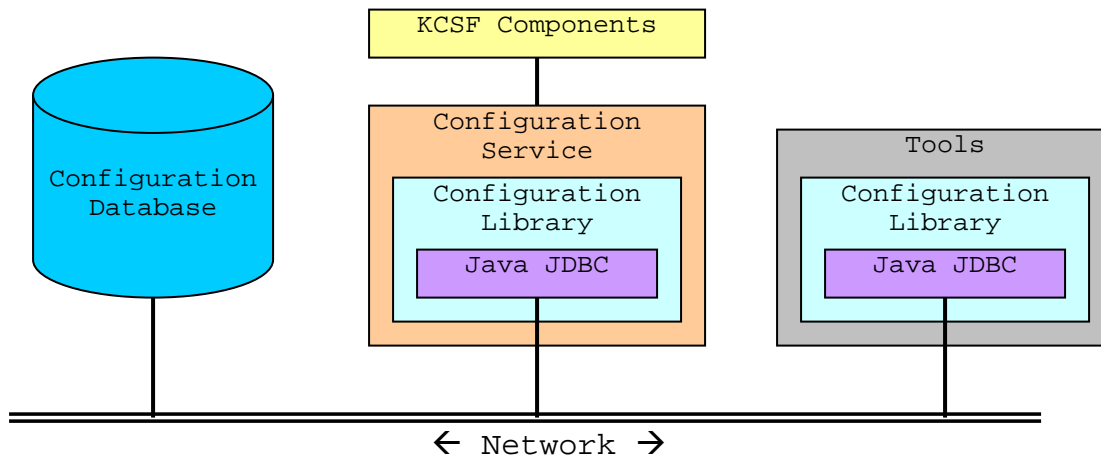 KCSF Components
Configuration
Database
Configuration
Service
Configuration
Library
Java JDBC
Tools
Configuration
Library
Java JDBC
← Network →